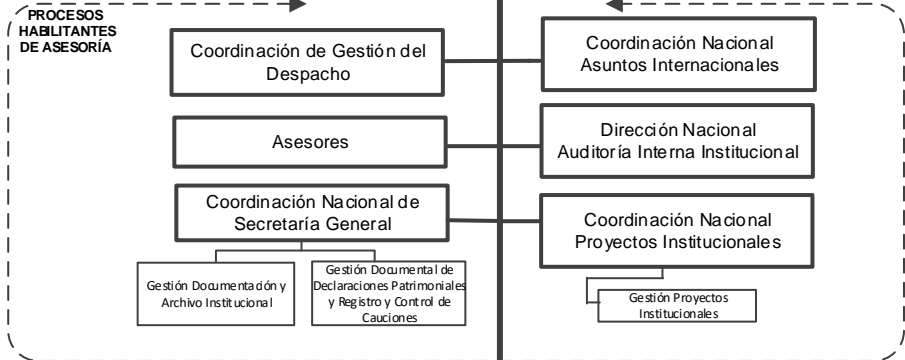 PROCESOS
HABILITANTES
DE ASESORÍA
Coordinación de Gestión del
Despacho
Coordinación Nacional
Asuntos Internacionales
Asesores
Dirección Nacional
Auditoría Interna Institucional
Coordinación Nacional de
Secretaría General
Coordinación Nacional
Proyectos Institucionales
Gestión Documentación y
Archivo Institucional
Gestión Documental de
Declaraciones Patrimoniales
y Registro y Control de
Cauciones
Gestión Proyectos
Institucionales